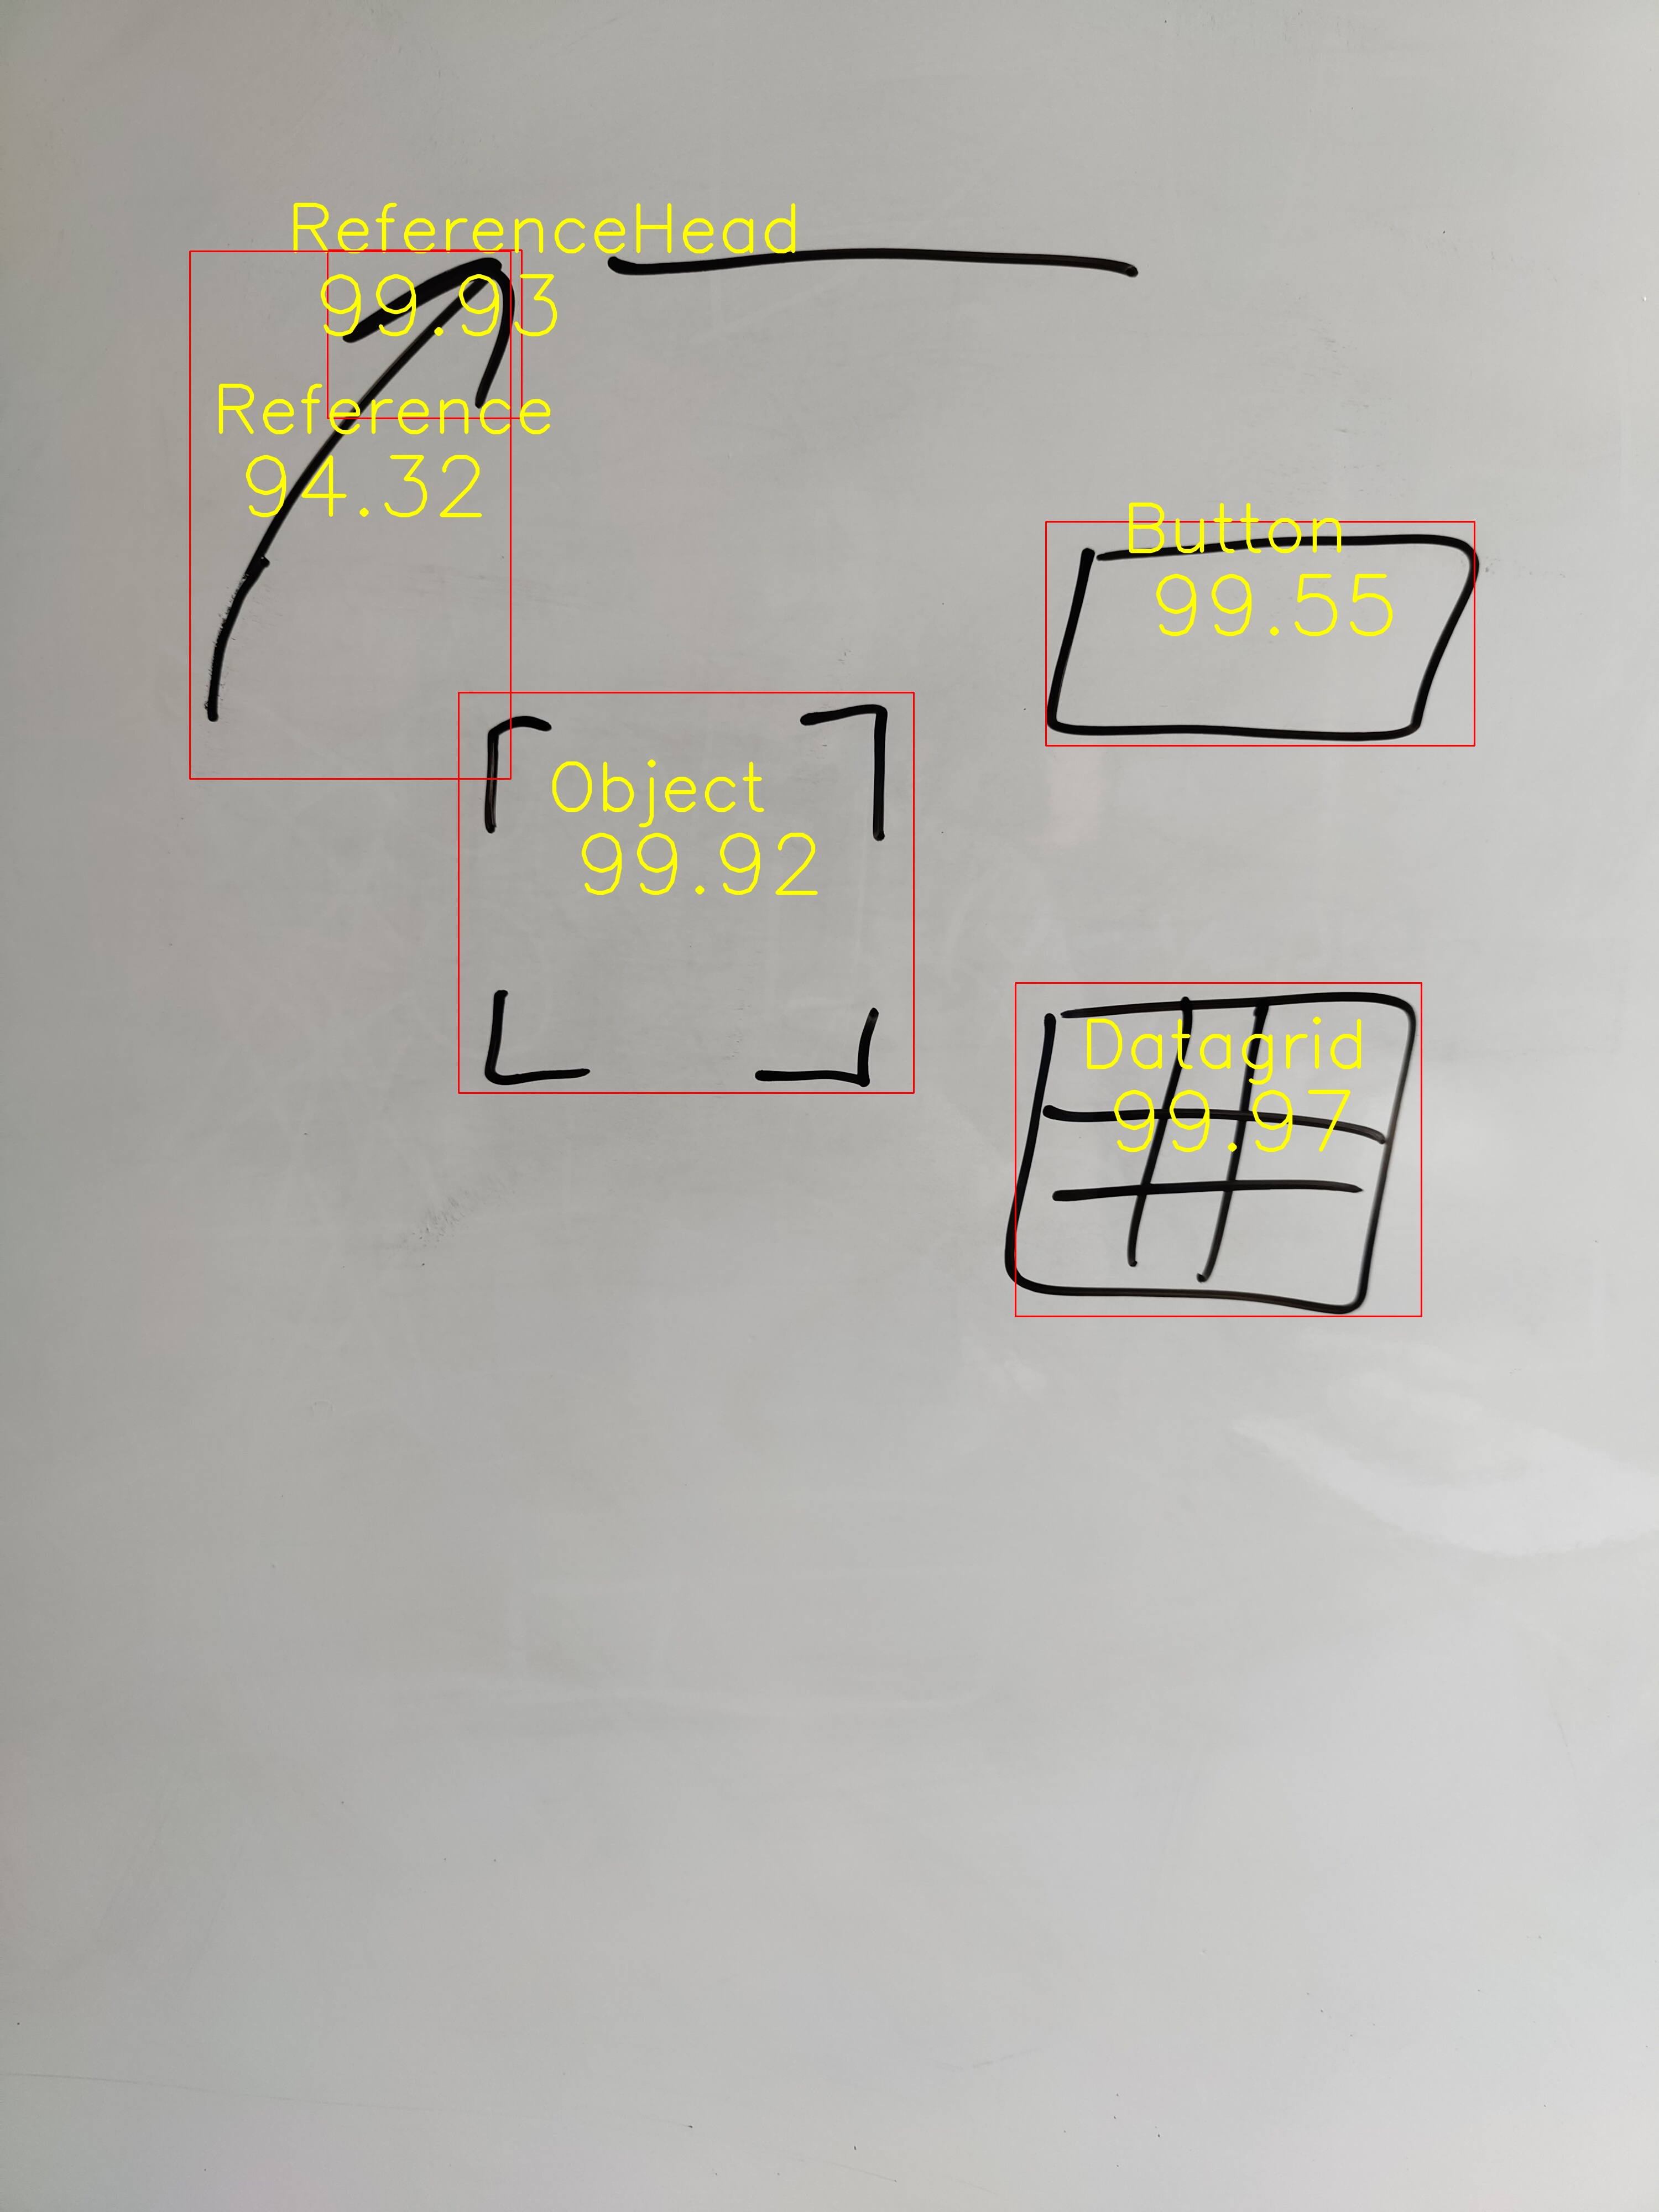 ReferenceHead
99.93
Reference
94.32
Button
99.55
Object
99.92
Datagrid
99.97